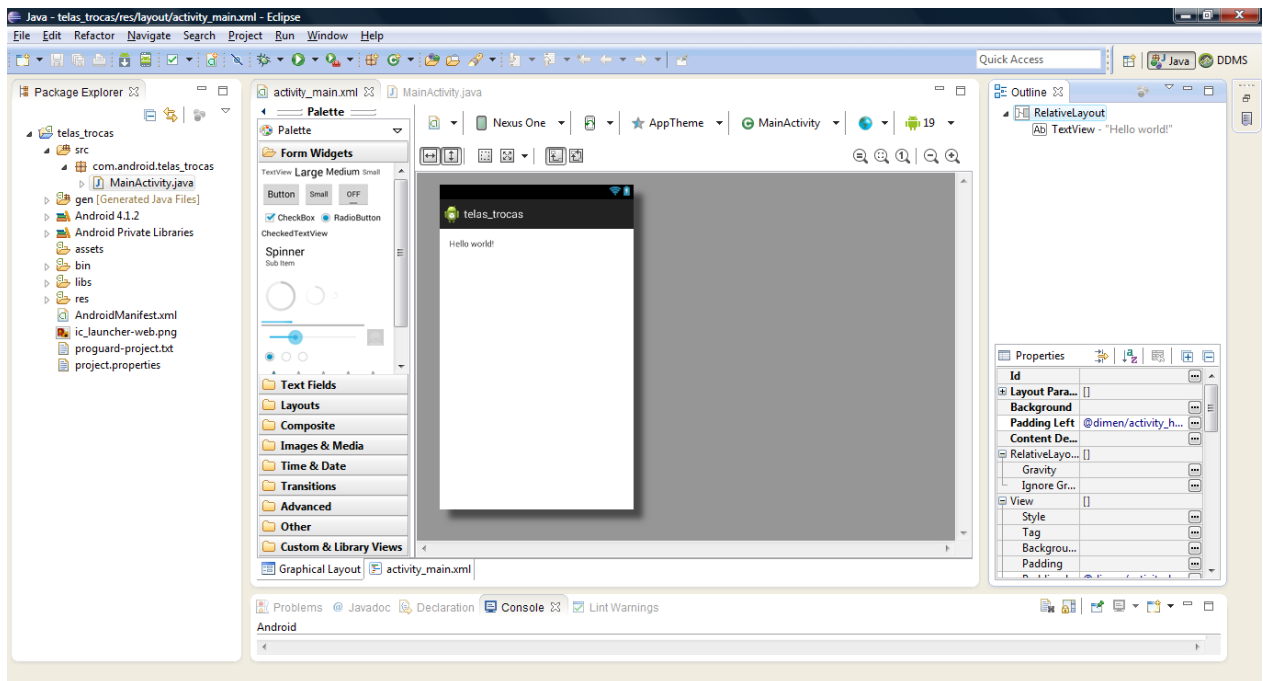 Java - telas_trocas/res/layout/activity_main.xml - Eclipse
File Edit Refactor Navigate Search Project Run Window Help
Quick Access
Java
DDMS
Package Explorer
telas_trocas
src
com.android.telas_trocas
MainActivity.java
gen [Generated Java Files]
Android 4.1.2
Android Private Libraries
assets
bin
libs
res
AndroidManifest.xml
ic_launcher-web.png
proguard-project.txt
project.properties
activity_main.xml
MainActivity.java
Palette
Palette
Form Widgets
TextView Large Medium Small
Button Small OFF
CheckBox RadioButton
CheckedTextView
Spinner
Sub Item
Text Fields
Layouts
Composite
Images & Media
Time & Date
Transitions
Advanced
Other
Custom & Library Views
Nexus One
AppTheme
MainActivity
19
telas_trocas
Hello world!
Graphical Layout
activity_main.xml
Outline
RelativeLayout
Ab TextView - "Hello world!"
Properties
Id
Layout Para... []
Background
Padding Left @dimen/activity_h...
Content De...
RelativeLayo... []
Gravity
Ignore Gr...
View []
Style
Tag
Backgrou...
Padding
Problems @ Javadoc Declaration Console Lint Warnings
Android